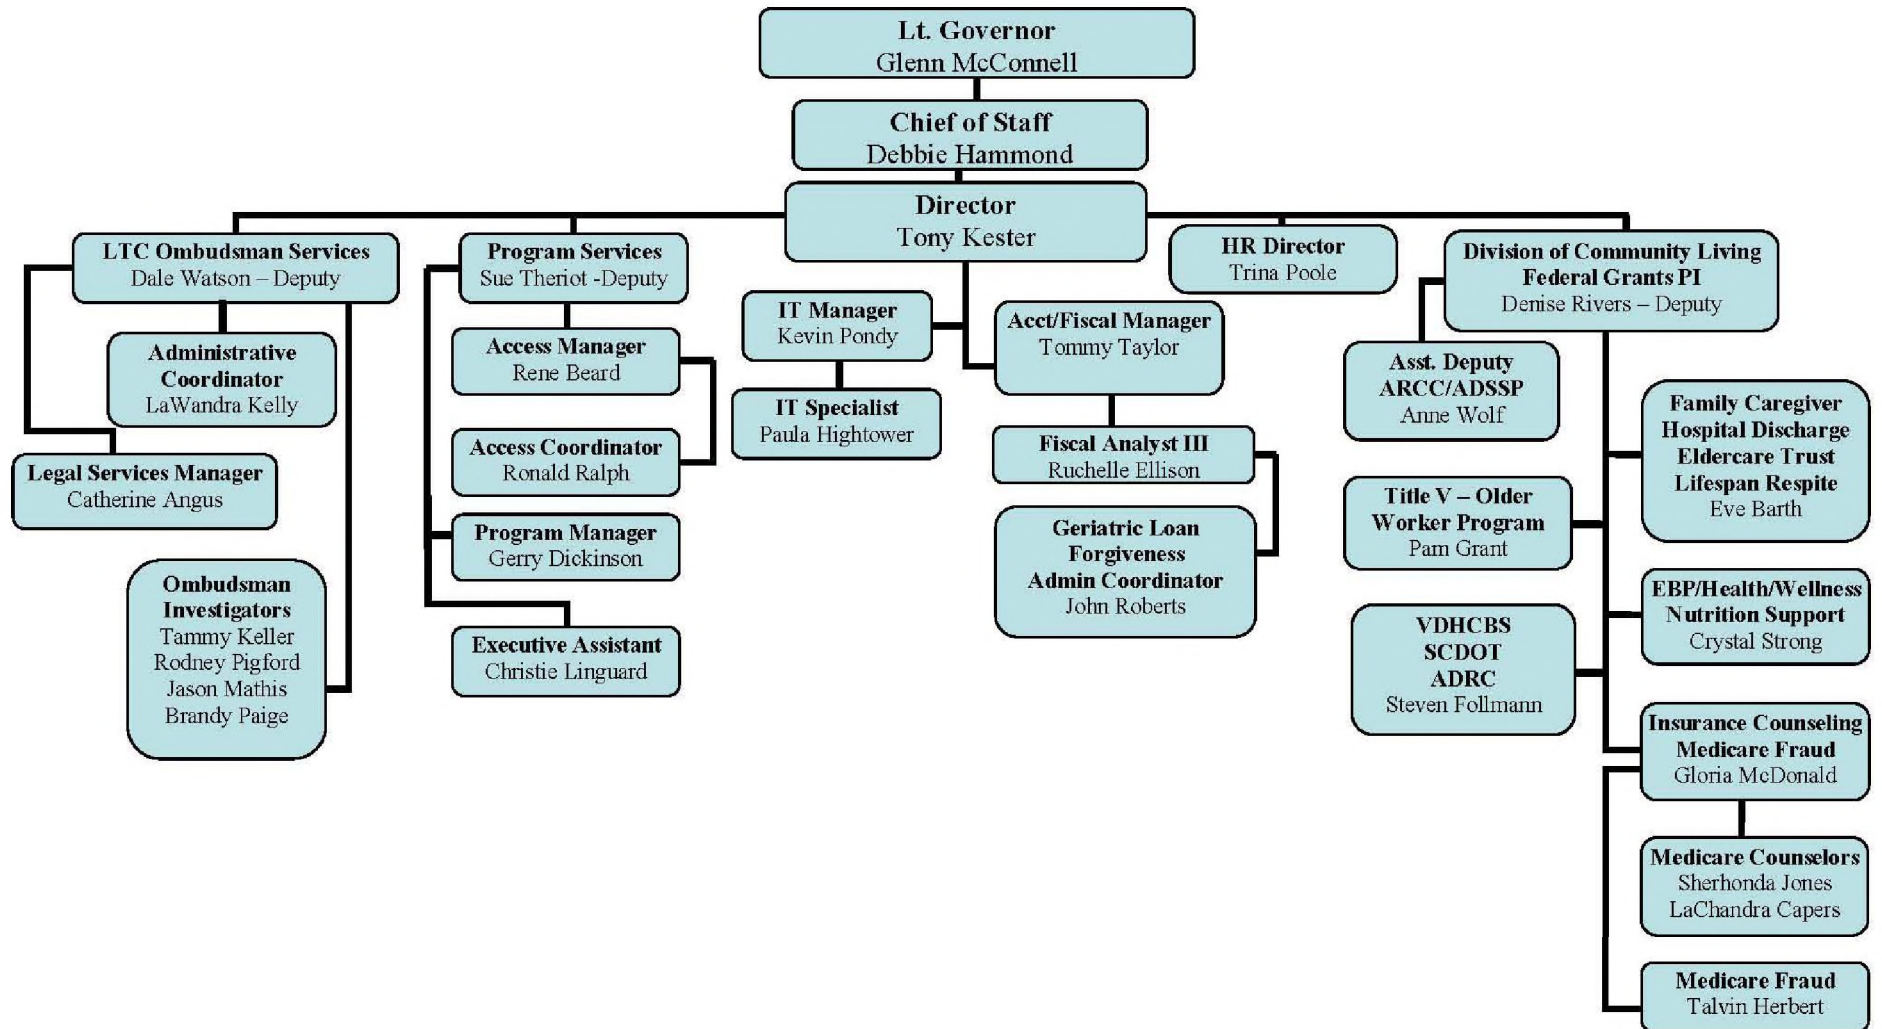 Lt. Governor
Glenn McConnell
Chief of Staff
Debbie Hammond
Director
Tony Kester
LTC Ombudsman Services
Dale Watson – Deputy
Administrative
Coordinator
LaWandra Kelly
Legal Services Manager
Catherine Angus
Ombudsman
Investigators
Tammy Keller
Rodney Pigford
Jason Mathis
Brandy Paige
Program Services
Sue Theriot -Deputy
Access Manager
Rene Beard
Access Coordinator
Ronald Ralph
Program Manager
Gerry Dickinson
Executive Assistant
Christie Linguard
IT Manager
Kevin Pondy
IT Specialist
Paula Hightower
Acct/Fiscal Manager
Tommy Taylor
Fiscal Analyst III
Ruchelle Ellison
Geriatric Loan
Forgiveness
Admin Coordinator
John Roberts
HR Director
Trina Poole
Division of Community Living
Federal Grants PI
Denise Rivers – Deputy
Asst. Deputy
ARCC/ADSSP
Anne Wolf
Title V – Older
Worker Program
Pam Grant
VDHCBS
SCDOT
ADRC
Steven Follmann
Family Caregiver
Hospital Discharge
Eldercare Trust
Lifespan Respite
Eve Barth
EBP/Health/Wellness
Nutrition Support
Crystal Strong
Insurance Counseling
Medicare Fraud
Gloria McDonald
Medicare Counselors
Sherhonda Jones
LaChandra Capers
Medicare Fraud
Talvin Herbert